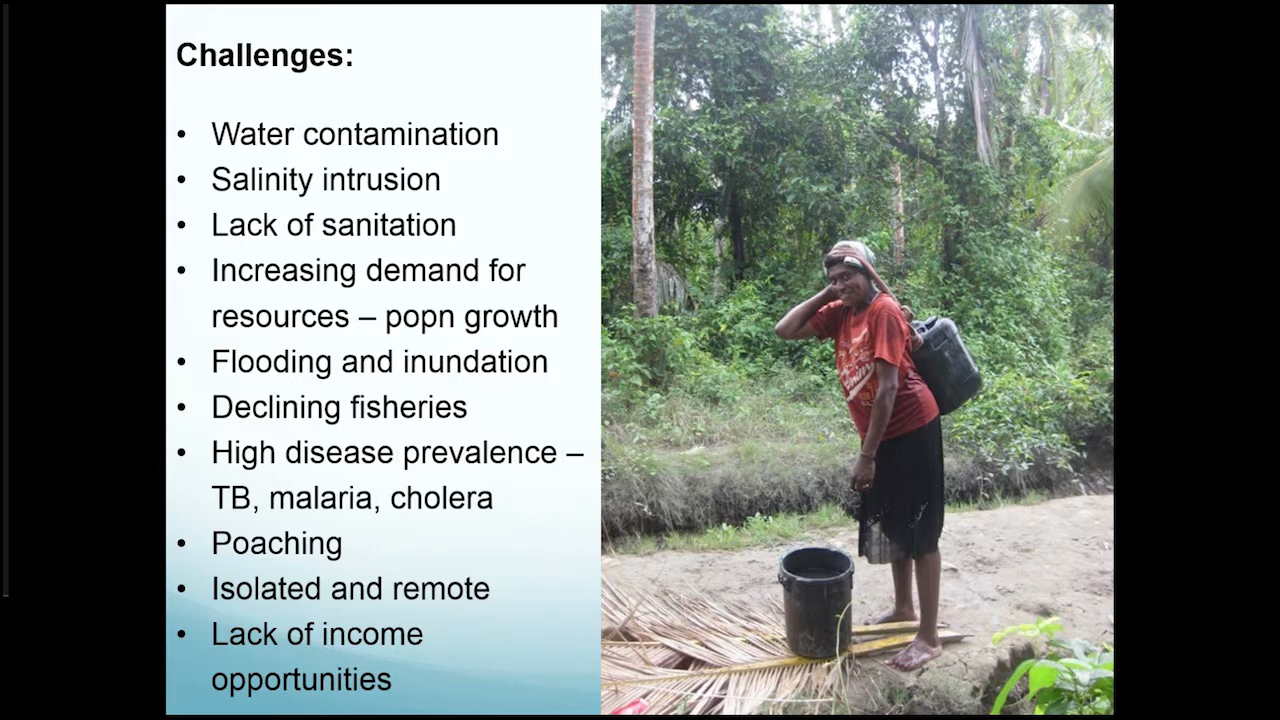 Challenges:
• Water contamination
• Salinity intrusion
• Lack of sanitation
• Increasing demand for
resources – popn growth
• Flooding and inundation
• Declining fisheries
• High disease prevalence –
TB, malaria, cholera
• Poaching
• Isolated and remote
• Lack of income
opportunities